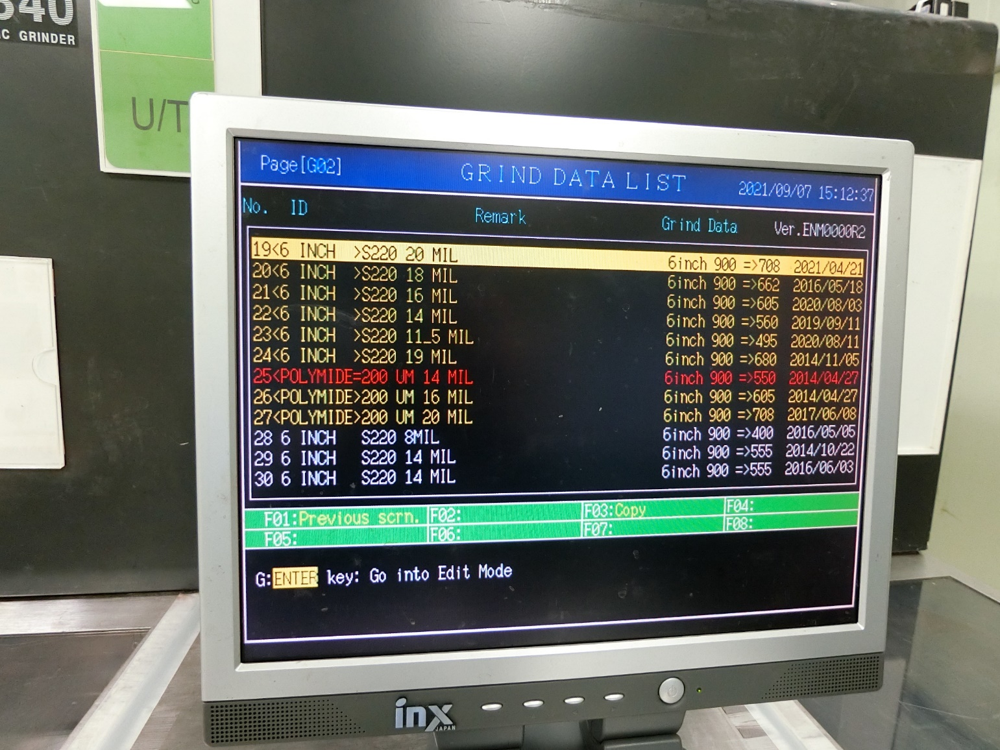 840
C GRINDER
U/T
Page[G02] GRIND DATA LIST 2021/09/07 15:12:37
No. ID Remark Grind Data Ver.ENM0000R2
19<6 INCH >S220 20 MIL 6inch 900 =>708 2021/04/21
20<6 INCH >S220 18 MIL 6inch 900 =>662 2016/05/18
21<6 INCH >S220 16 MIL 6inch 900 =>605 2020/08/03
22<6 INCH >S220 14 MIL 6inch 900 =>560 2019/09/11
23<6 INCH >S220 11_5 MIL 6inch 900 =>495 2020/08/11
24<6 INCH >S220 19 MIL 6inch 900 =>680 2014/11/05
25<POLYMIDE=200 UM 14 MIL 6inch 900 =>550 2014/04/27
26<POLYMIDE>200 UM 16 MIL 6inch 900 =>605 2014/04/27
27<POLYMIDE>200 UM 20 MIL 6inch 900 =>708 2017/06/08
28 6 INCH S220 8MIL 6inch 900 =>400 2016/05/05
29 6 INCH S220 14 MIL 6inch 900 =>555 2014/10/22
30 6 INCH S220 14 MIL 6inch 900 =>555 2016/06/03
F01:Previous scrn. F02: F03:Copy F04:
F05: F06: F07: F08:
G:ENTER key: Go into Edit Mode
inx
JAPAN